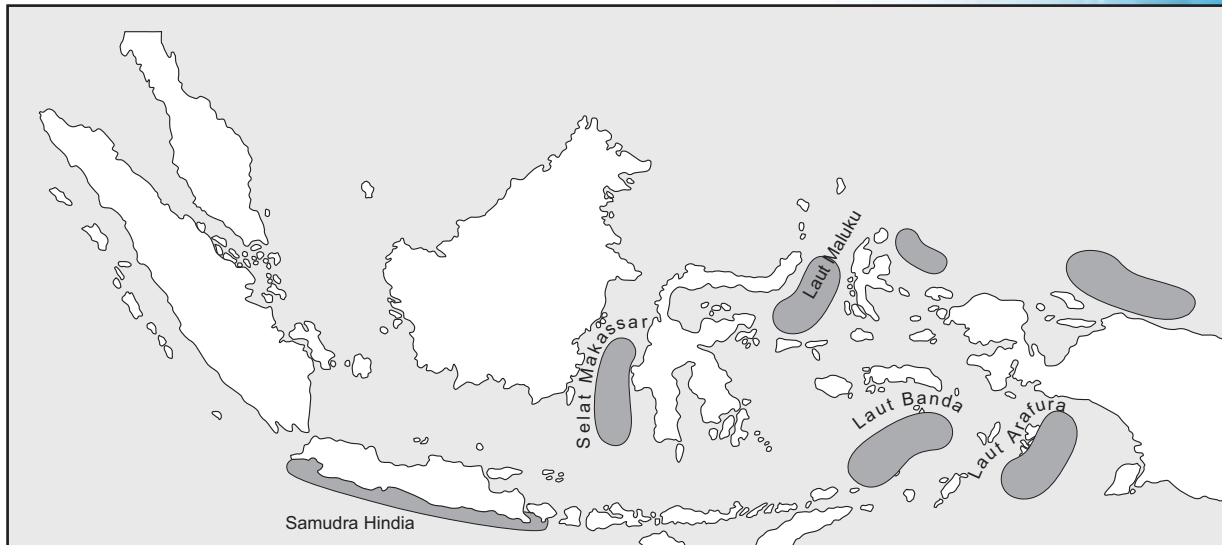 Laut Maluku
Selat Makassar
Laut Banda
Laut Arafura
Samudra Hindia